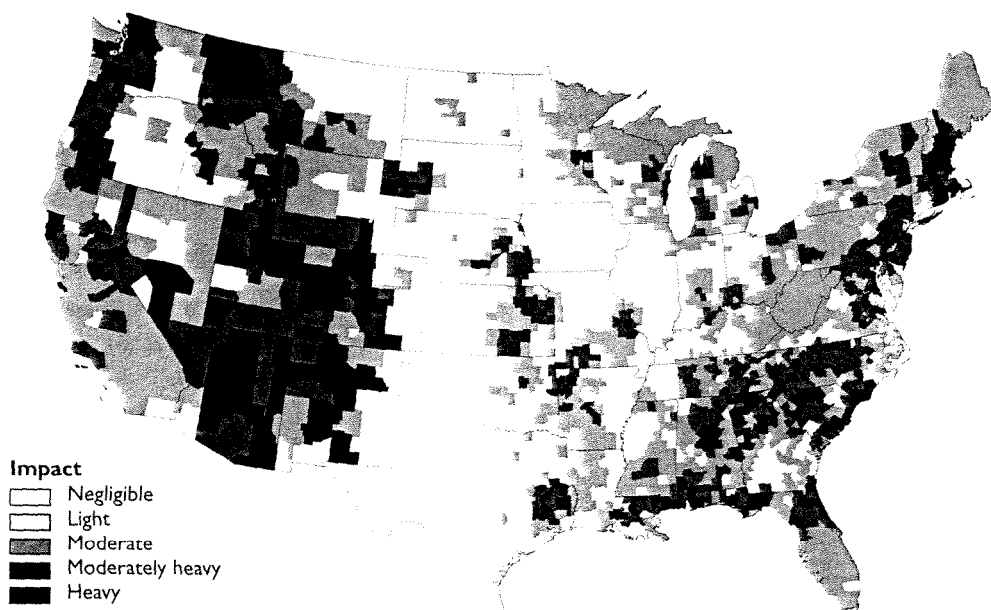 Impact
Negligible
Light
Moderate
Moderately heavy
Heavy